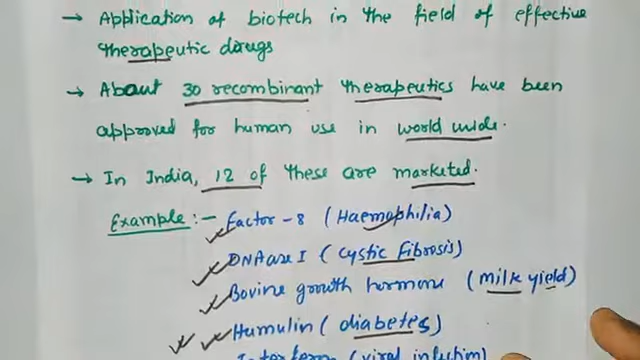 → Application of biotech in the field of effective
therapeutic drugs
→ About 30 recombinant therapeutics have been
approved for human use in world wide.
→ In India, 12 of these are marketed.
Example :- Factor-8 (Haemophilia)
DNAase I (cystic fibrosis)
Bovine growth hormone (milk yield)
Humulin (diabetes)
(viral infection)